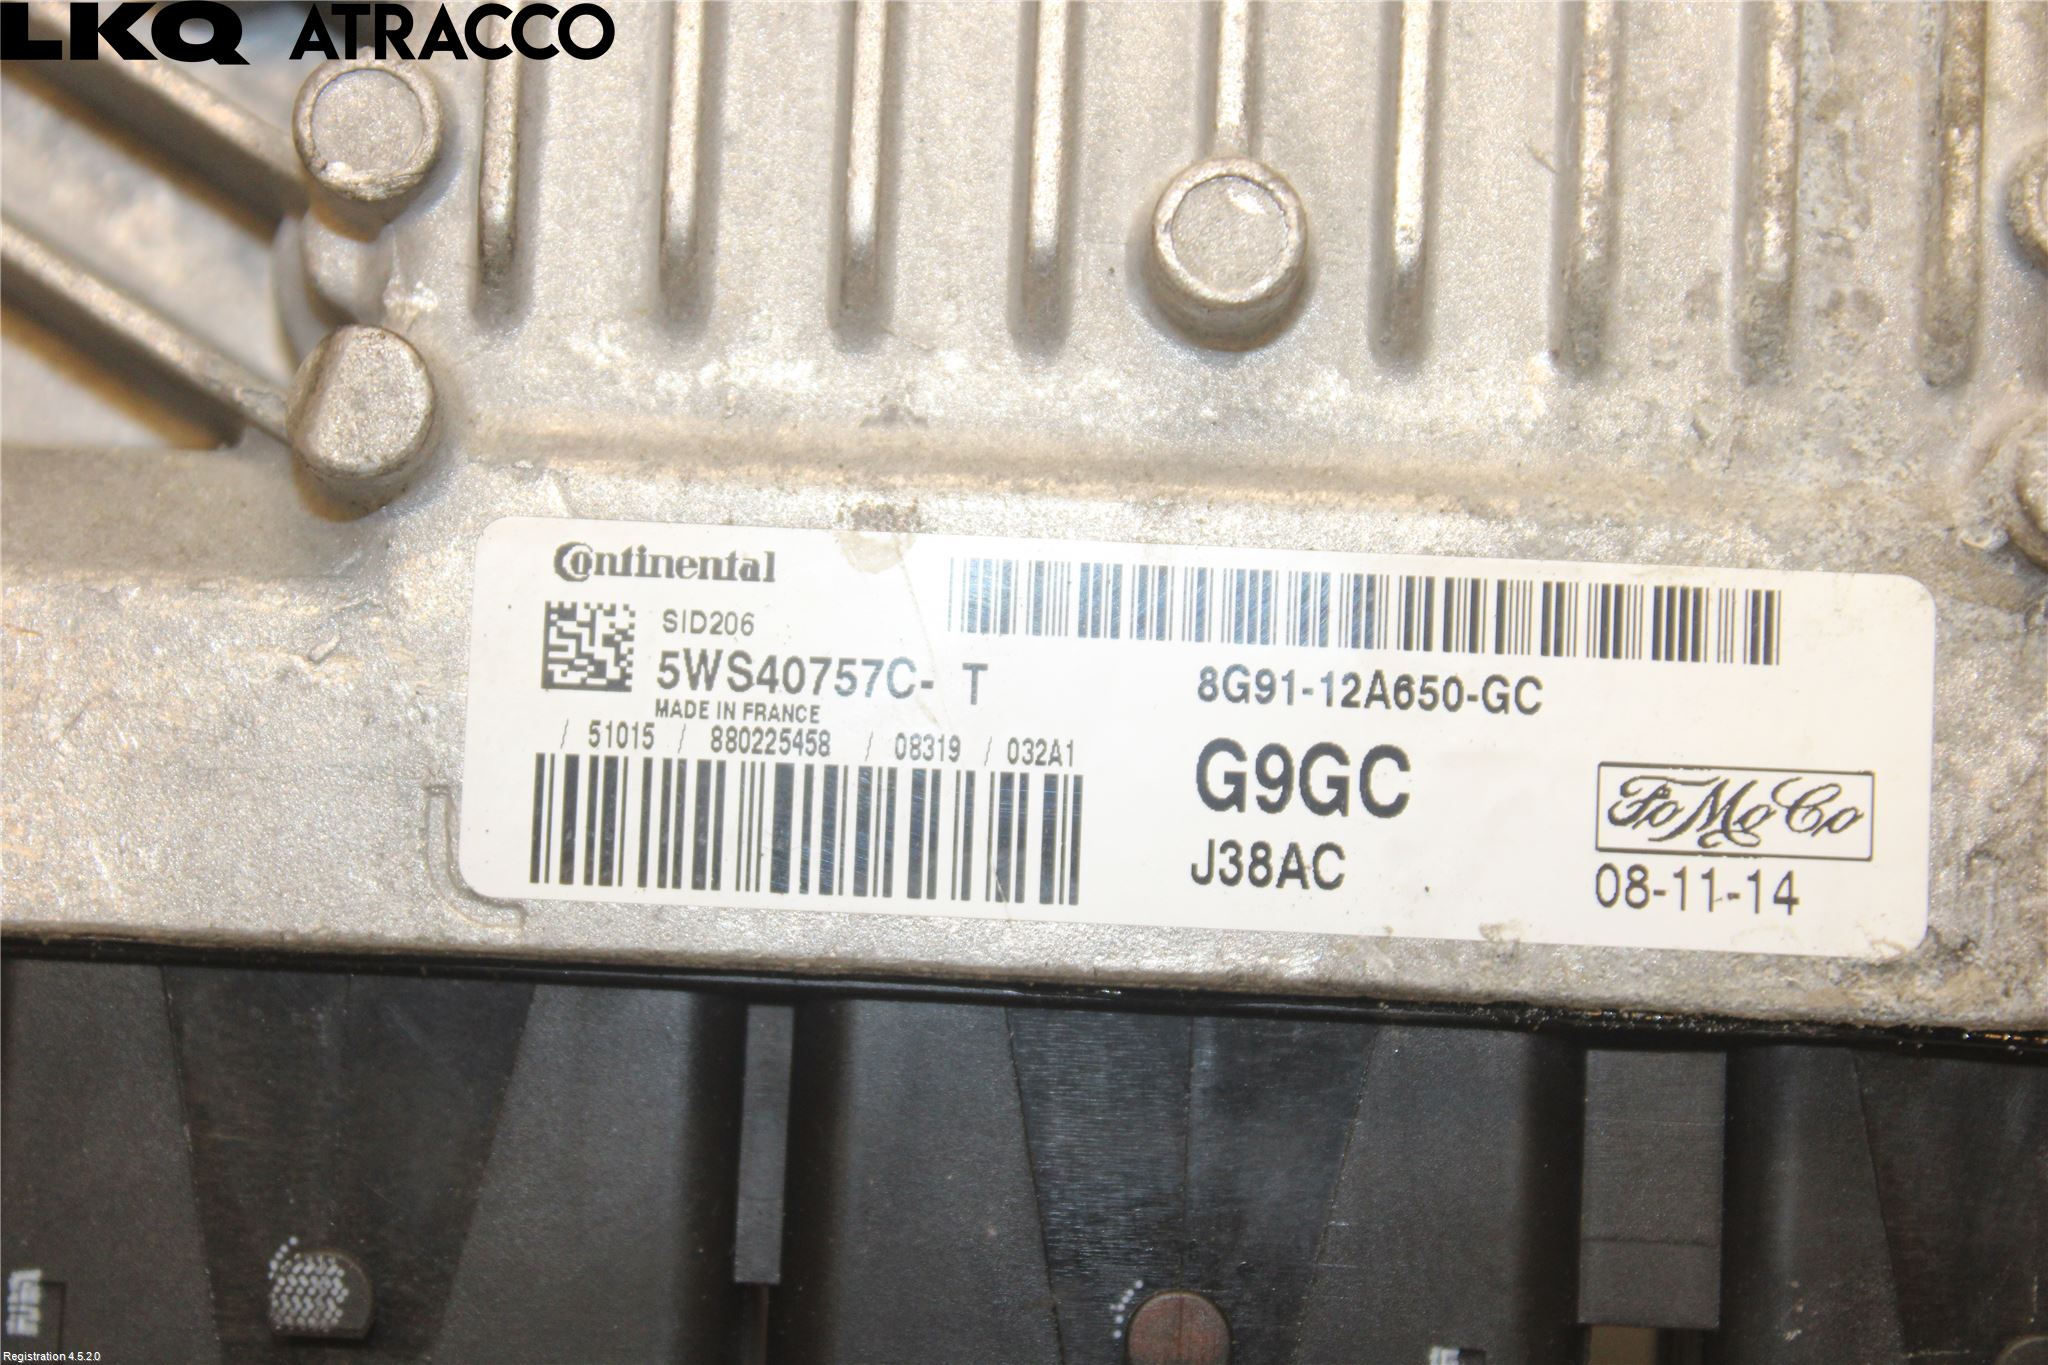 LKQ ATRACCO
Continental
SID206
5WS40757C- T
MADE IN FRANCE
/ 51015 / 880225458 / 08319 / 032A1
8G91-12A650-GC
G9GC
J38AC
FoMoCo
08-11-14
Registration 4.5.2.0